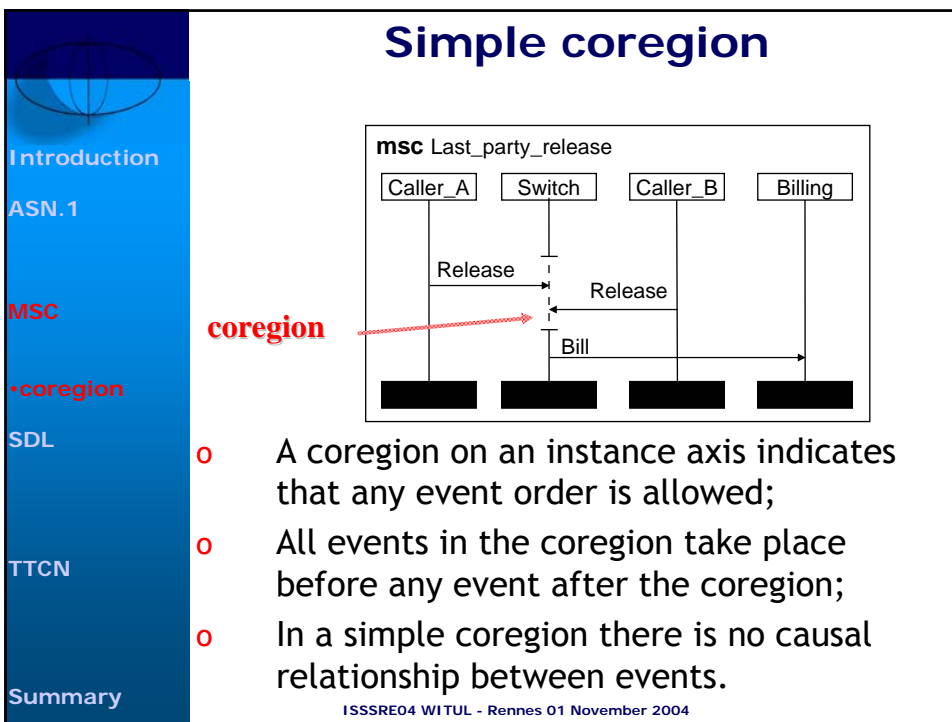 Simple coregion
Introduction
ASN.1
MSC
•coregion
SDL
TTCN
Summary
msc Last_party_release
Caller_A
Switch
Caller_B
Billing
Release
Release
coregion
Bill
o A coregion on an instance axis indicates
that any event order is allowed;
o All events in the coregion take place
before any event after the coregion;
o In a simple coregion there is no causal
relationship between events.
ISSSRE04 WITUL - Rennes 01 November 2004